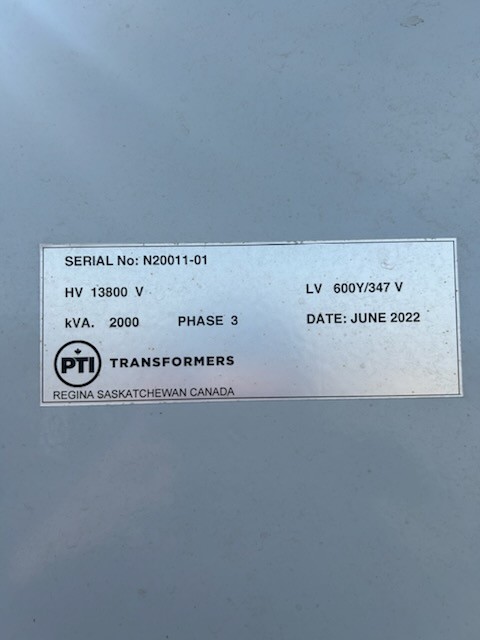 SERIAL No: N20011-01
HV 13800 V LV 600Y/347 V
kVA. 2000 PHASE 3 DATE: JUNE 2022
PTI TRANSFORMERS
REGINA SASKATCHEWAN CANADA